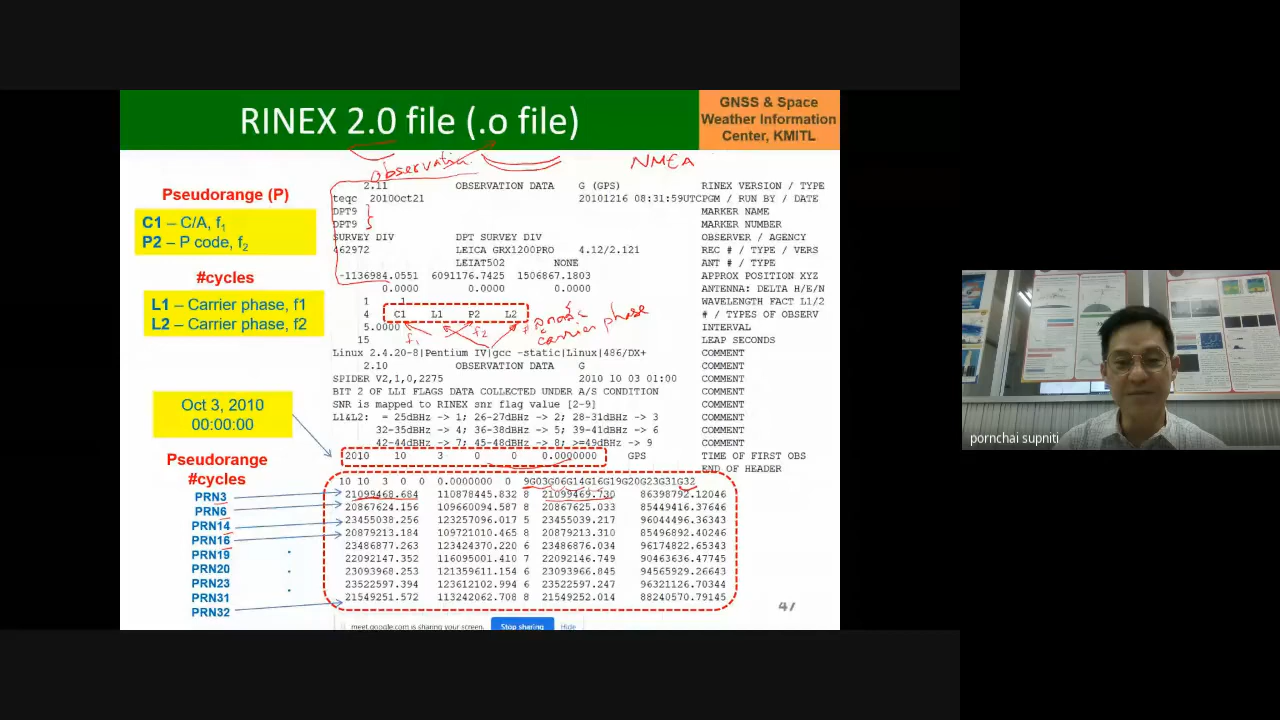 RINEX 2.0 file (.o file)
GNSS & Space
Weather Information
Center, KMITL
observation
NMEA
Pseudorange (P)
C1 – C/A, f1
P2 – P code, f2
#cycles
L1 – Carrier phase, f1
L2 – Carrier phase, f2
Oct 3, 2010
00:00:00
Pseudorange
#cycles
PRN3
PRN6
PRN14
PRN16
PRN19
PRN20
PRN23
PRN31
PRN32
2.11 OBSERVATION DATA G (GPS) RINEX VERSION / TYPE
teqc 2010Oct21 20101216 08:31:59UTCPGM / RUN BY / DATE
DPT9 MARKER NAME
DPT9 MARKER NUMBER
SURVEY DIV DPT SURVEY DIV OBSERVER / AGENCY
462972 LEICA GRX1200PRO 4.12/2.121 REC # / TYPE / VERS
LEIAT502 NONE ANT # / TYPE
-1136984.0551 6091176.7425 1506867.1803 APPROX POSITION XYZ
0.0000 0.0000 0.0000 ANTENNA: DELTA H/E/N
1 1 WAVELENGTH FACT L1/2
4 C1 L1 P2 L2 # / TYPES OF OBSERV
5.0000 INTERVAL
f1 f2 carrier phase
15 LEAP SECONDS
Linux 2.4.20-8|Pentium IV|gcc -static|Linux|486/DX+ COMMENT
2.10 OBSERVATION DATA G COMMENT
SPIDER V2,1,0,2275 2010 10 03 01:00 COMMENT
BIT 2 OF LLI FLAGS DATA COLLECTED UNDER A/S CONDITION COMMENT
SNR is mapped to RINEX snr flag value [2-9] COMMENT
L1&L2: = 25dBHz -> 1; 26-27dBHz -> 2; 28-31dBHz -> 3 COMMENT
32-35dBHz -> 4; 36-38dBHz -> 5; 39-41dBHz -> 6 COMMENT
42-44dBHz -> 7; 45-48dBHz -> 8; >=49dBHz -> 9 COMMENT
2010 10 3 0 0 0.0000000 GPS TIME OF FIRST OBS
END OF HEADER
10 10 3 0 0 0.0000000 0 9G03G06G14G16G19G20G23G31G32
21099468.684 110878445.832 8 21099469.730 86398792.12046
20867624.156 109660094.587 8 20867625.033 85449416.37646
23455038.256 123257096.017 5 23455039.217 96044496.36343
20879213.184 109721010.465 8 20879213.310 85496892.40246
23486877.263 123424370.220 6 23486876.034 96174822.65343
22092147.352 116095001.410 7 22092146.749 90463636.47745
23093968.253 121359611.154 6 23093966.845 94565929.26643
23522597.394 123612102.994 6 23522597.247 96321126.70344
21549251.572 113242062.708 8 21549252.014 88240570.79145
47
meet.google.com is sharing your screen. Stop sharing Hide
pornchai supniti